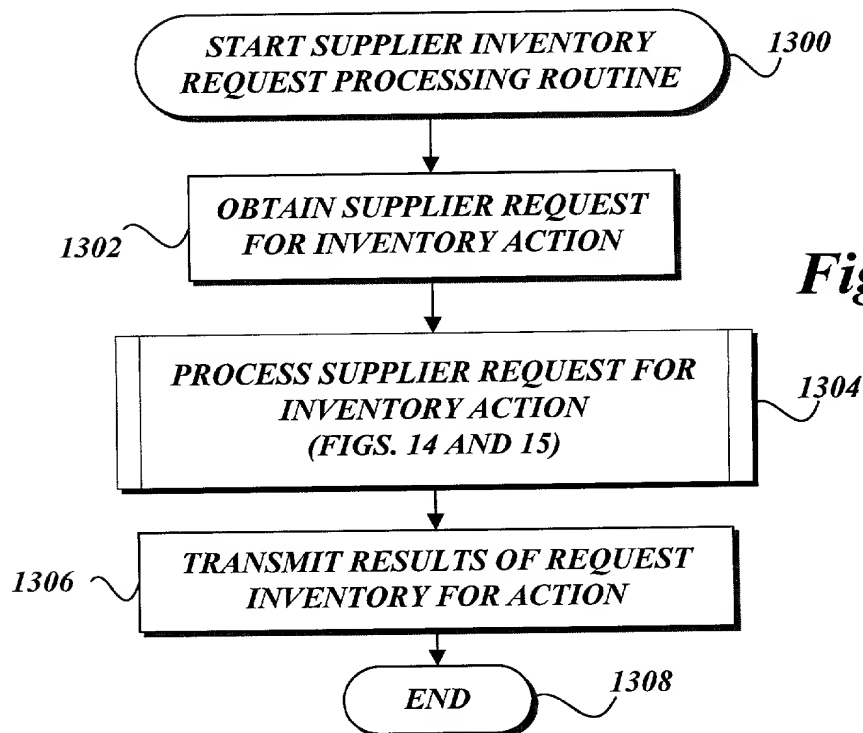 START SUPPLIER INVENTORY
REQUEST PROCESSING ROUTINE
1300
OBTAIN SUPPLIER REQUEST
FOR INVENTORY ACTION
1302
Fig
PROCESS SUPPLIER REQUEST FOR
INVENTORY ACTION
(FIGS. 14 AND 15)
1304
TRANSMIT RESULTS OF REQUEST
INVENTORY FOR ACTION
1306
END
1308